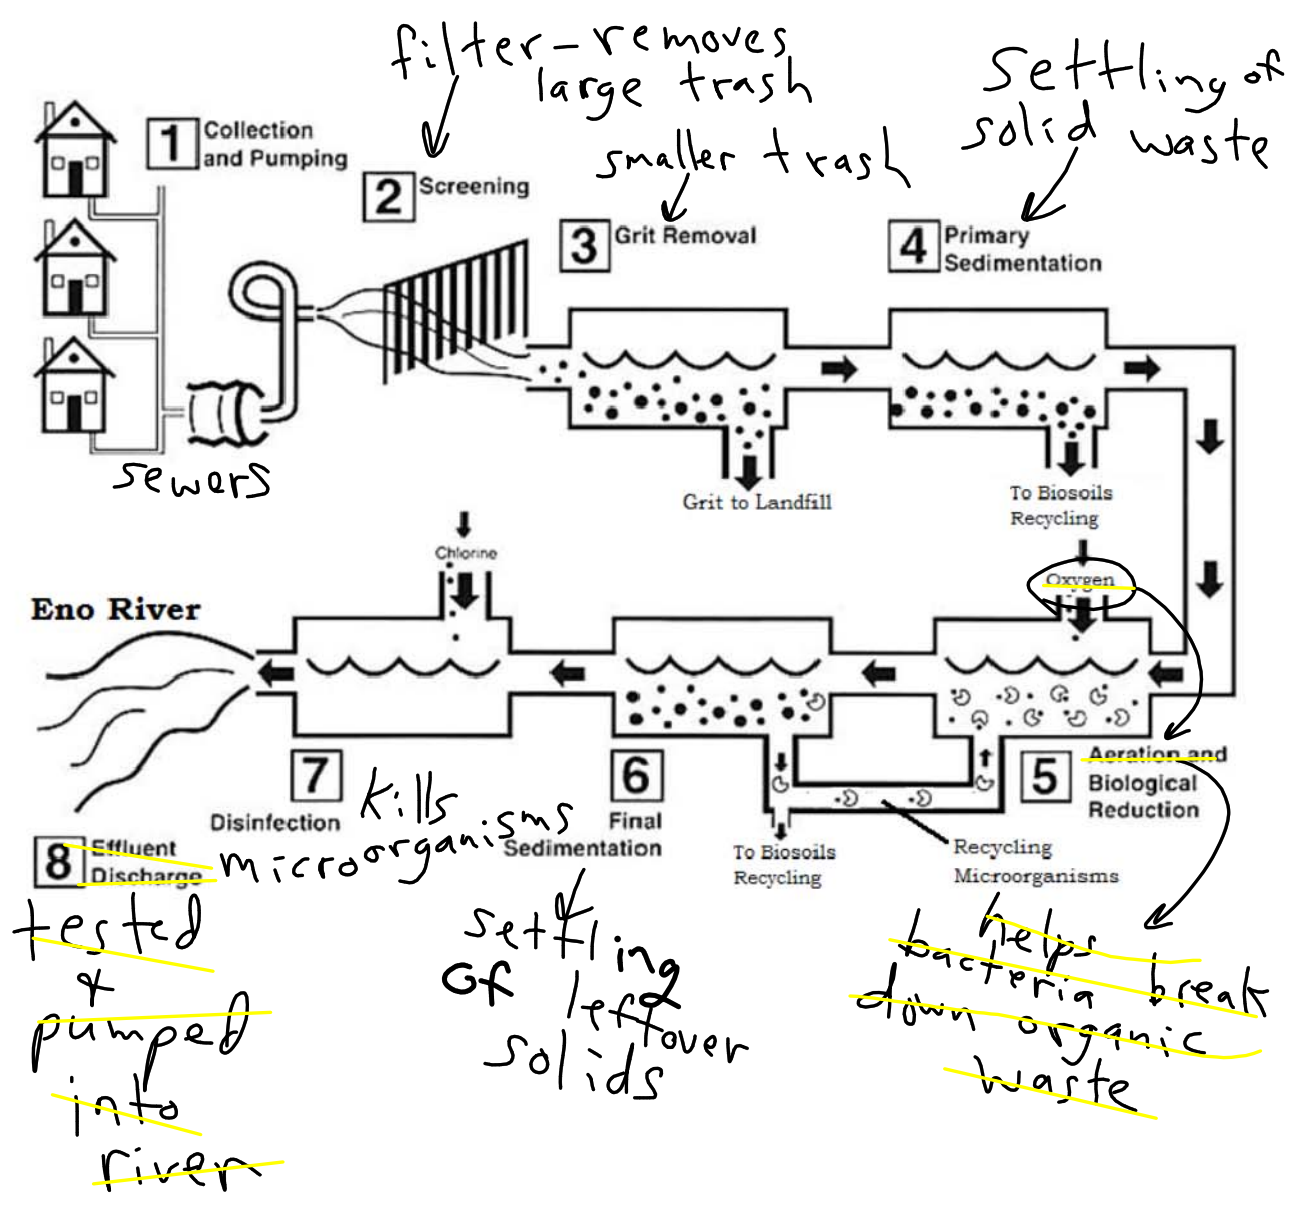 filter-removes
large trash
settling of
solid waste
smaller trash
1 Collection
and Pumping
2 Screening
3 Grit Removal
4 Primary
Sedimentation
sewers
Grit to Landfill
To Biosoils
Recycling
Chlorine
Oxygen
Eno River
7
Disinfection
kills
microorganisms
6
Final
Sedimentation
5 Aeration and
Biological
Reduction
8 Effluent
Discharge
To Biosoils
Recycling
Recycling
Microorganisms
tested
&
pumped
into
river
settling
of leftover
solids
helps
bacteria break
down organic
waste